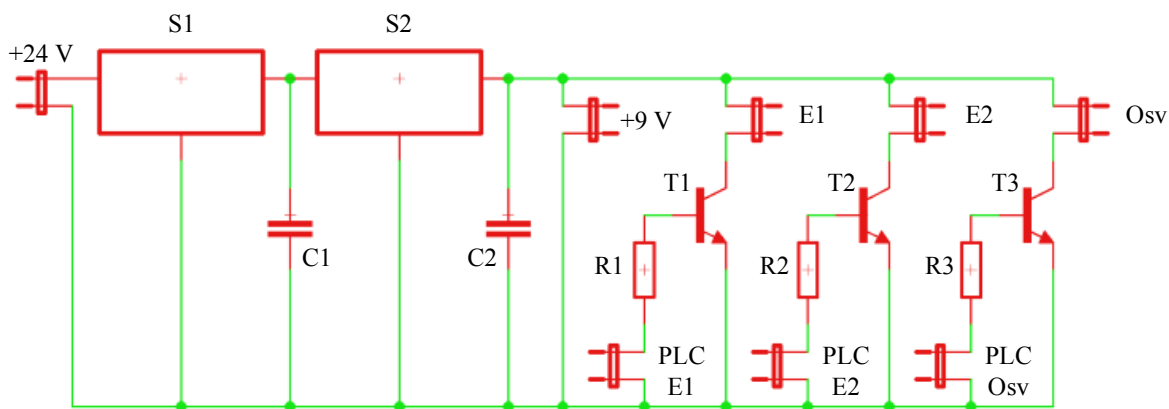 S1
S2
+24 V
+9 V
E1
E2
Osv
T1
T2
T3
C1
C2
R1
R2
R3
PLC
E1
PLC
E2
PLC
Osv